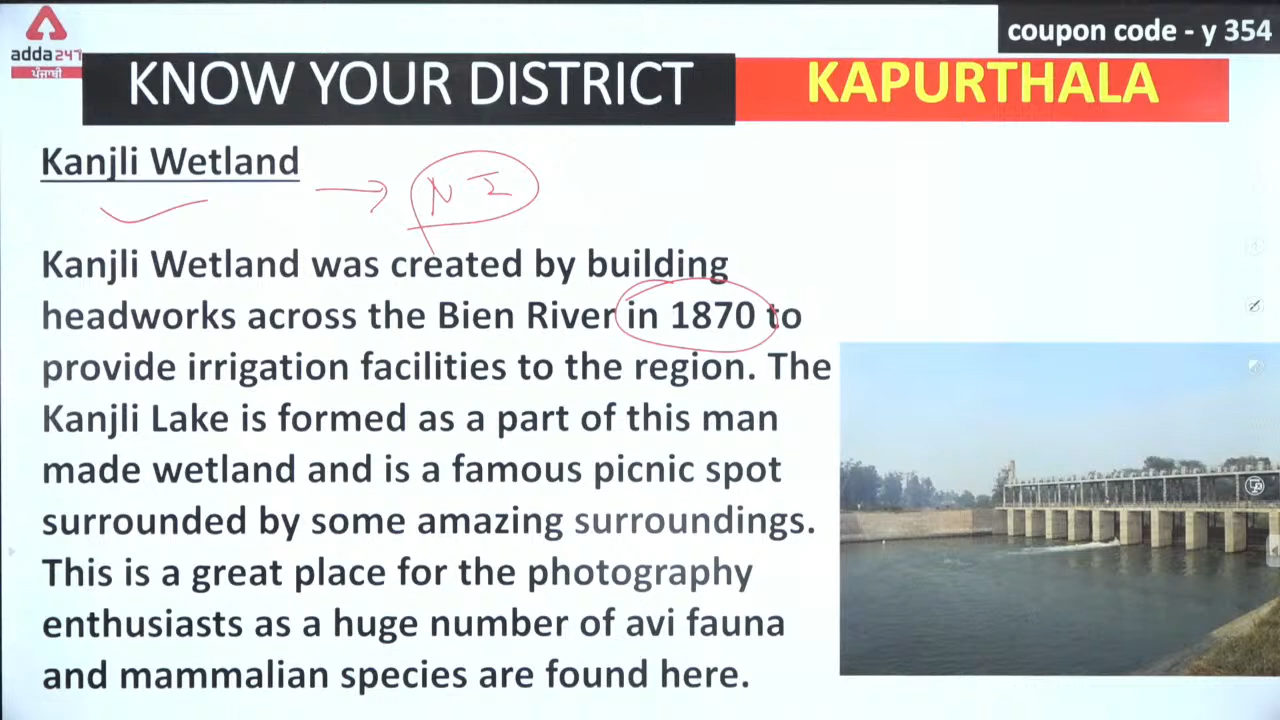 adda247
ਪੰਜਾਬੀ
coupon code - y 354
KNOW YOUR DISTRICT
KAPURTHALA
Kanjli Wetland
N I
Kanjli Wetland was created by building
headworks across the Bien River in 1870 to
provide irrigation facilities to the region. The
Kanjli Lake is formed as a part of this man
made wetland and is a famous picnic spot
surrounded by some amazing surroundings.
This is a great place for the photography
enthusiasts as a huge number of avi fauna
and mammalian species are found here.